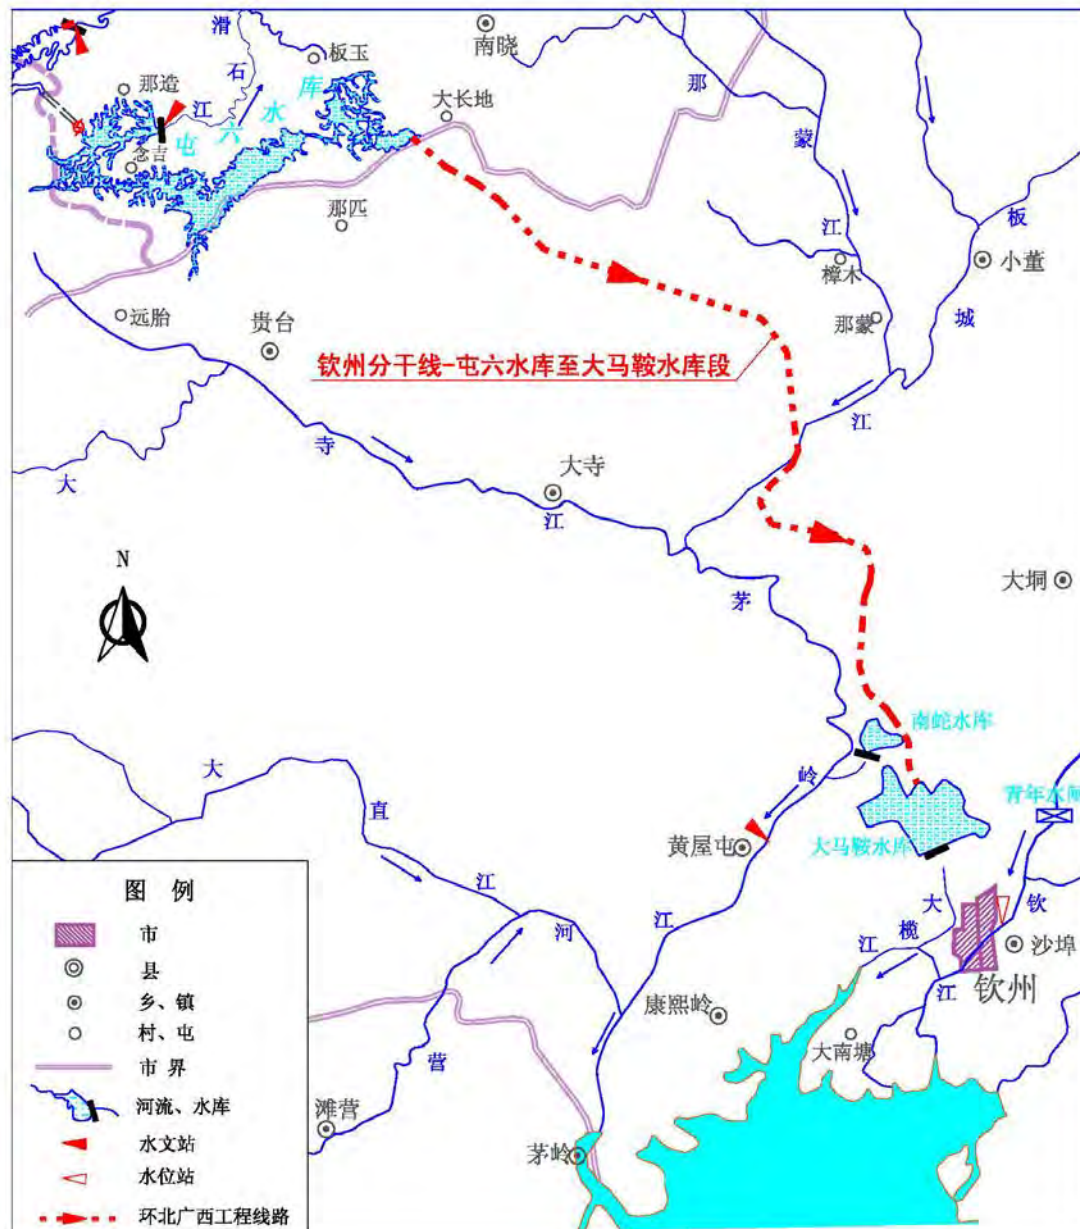 滑
石
江
板玉
南晓
那造
屯六水库
大长地
那蒙江
念吉
那匹
板城江
小董
樟木
远胎
贵台
那蒙
钦州分干线-屯六水库至大马鞍水库段
大寺江
大寺
N
大垌
茅岭江
南蛇水库
大直江
青年水闸
黄屋屯
大马鞍水库
大榄江
钦江
沙埠
钦州
河
康熙岭
大南塘
营
滩营
茅岭
图 例
市
县
乡、镇
村、屯
市 界
河流、水库
水文站
水位站
环北广西工程线路